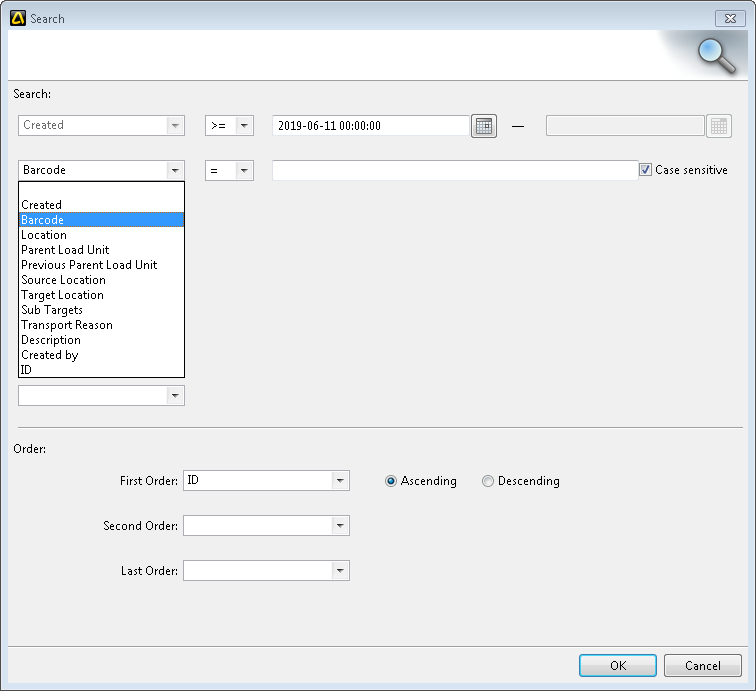 Search
Search:
Created >= 2019-06-11 00:00:00 —
Barcode = Case sensitive
Created
Barcode
Location
Parent Load Unit
Previous Parent Load Unit
Source Location
Target Location
Sub Targets
Transport Reason
Description
Created by
ID
Order:
First Order: ID Ascending Descending
Second Order:
Last Order:
OK Cancel